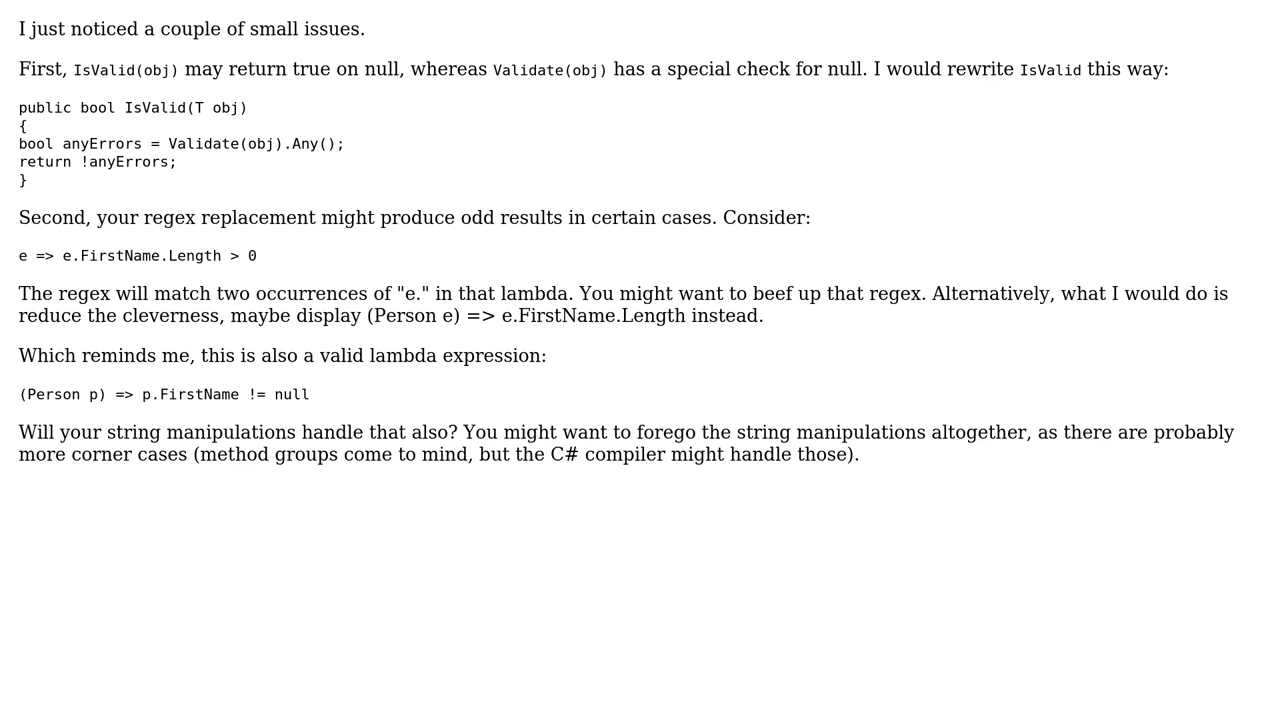 I just noticed a couple of small issues.
First, IsValid(obj) may return true on null, whereas Validate(obj) has a special check for null. I would rewrite IsValid this way:
public bool IsValid(T obj)
{
bool anyErrors = Validate(obj).Any();
return !anyErrors;
}
Second, your regex replacement might produce odd results in certain cases. Consider:
e => e.FirstName.Length > 0
The regex will match two occurrences of "e." in that lambda. You might want to beef up that regex. Alternatively, what I would do is
reduce the cleverness, maybe display (Person e) => e.FirstName.Length instead.
Which reminds me, this is also a valid lambda expression:
(Person p) => p.FirstName != null
Will your string manipulations handle that also? You might want to forego the string manipulations altogether, as there are probably
more corner cases (method groups come to mind, but the C# compiler might handle those).